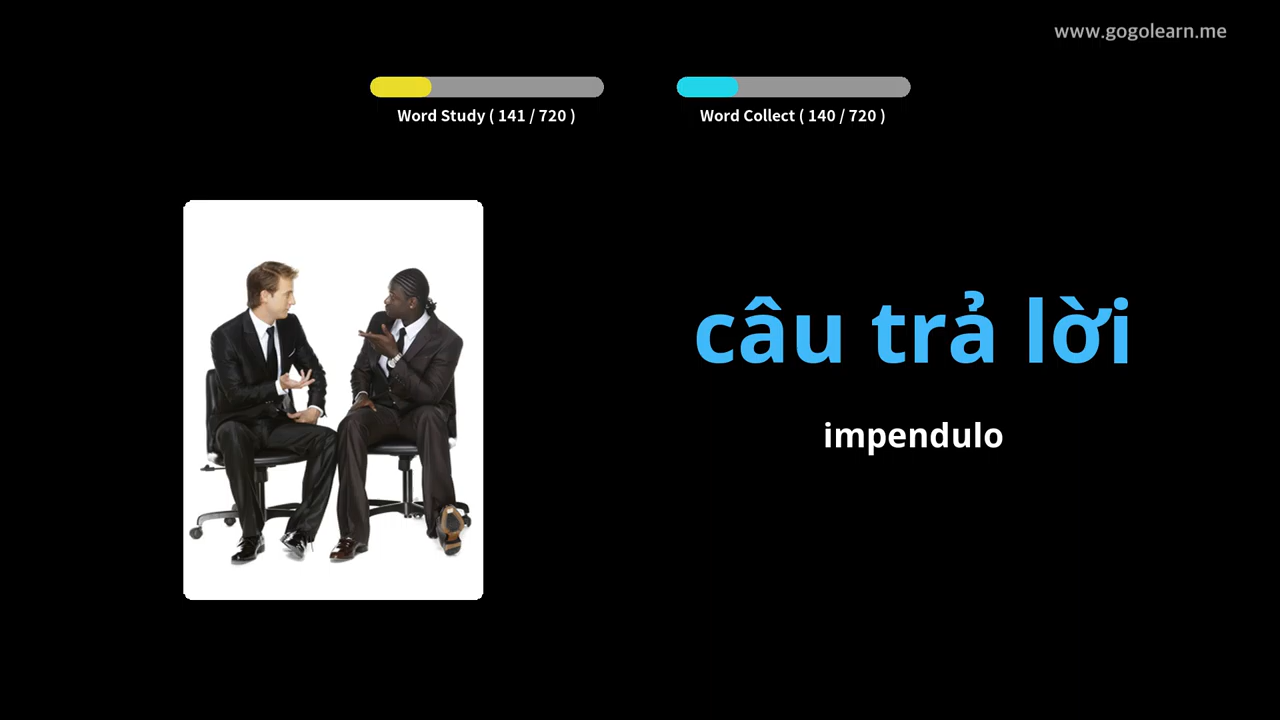 www.gogolearn.me
Word Study ( 141 / 720 )
Word Collect ( 140 / 720 )
câu trả lời
impendulo